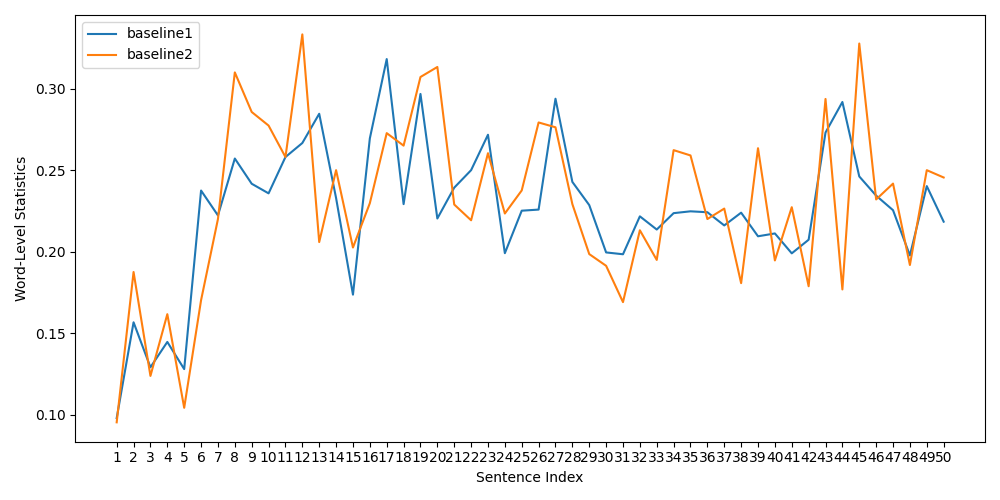 baseline1
baseline2
Word-Level Statistics
0.30
0.25
0.20
0.15
0.10
1 2 3 4 5 6 7 8 9 10 11 12 13 14 15 16 17 18 19 20 21 22 23 24 25 26 27 28 29 30 31 32 33 34 35 36 37 38 39 40 41 42 43 44 45 46 47 48 49 50
Sentence Index